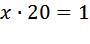 x · 20 = 1